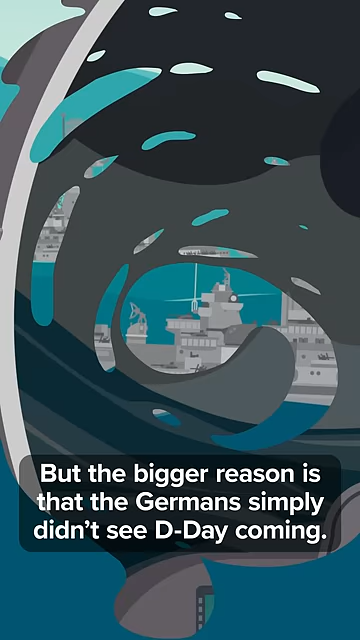 But the bigger reason is
that the Germans simply
didn’t see D-Day coming.